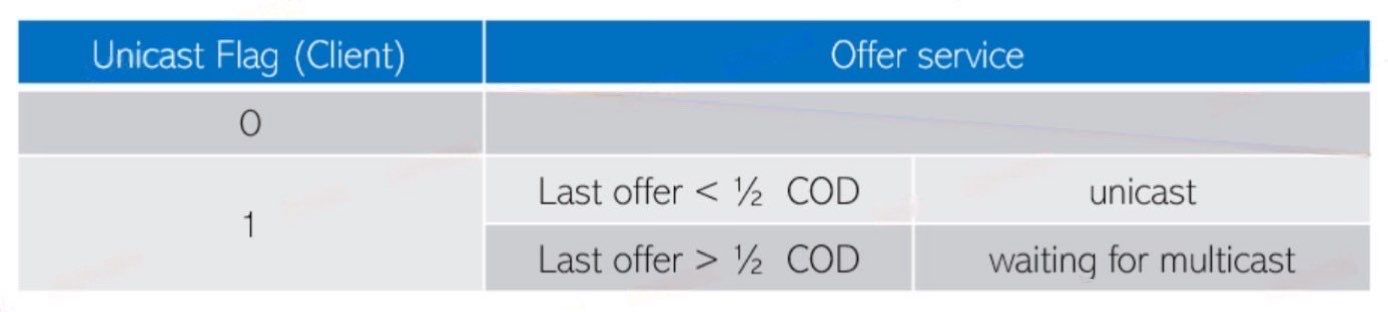 Unicast Flag (Client)
Offer service
0
1
Last offer < ½ COD
unicast
Last offer > ½ COD
waiting for multicast